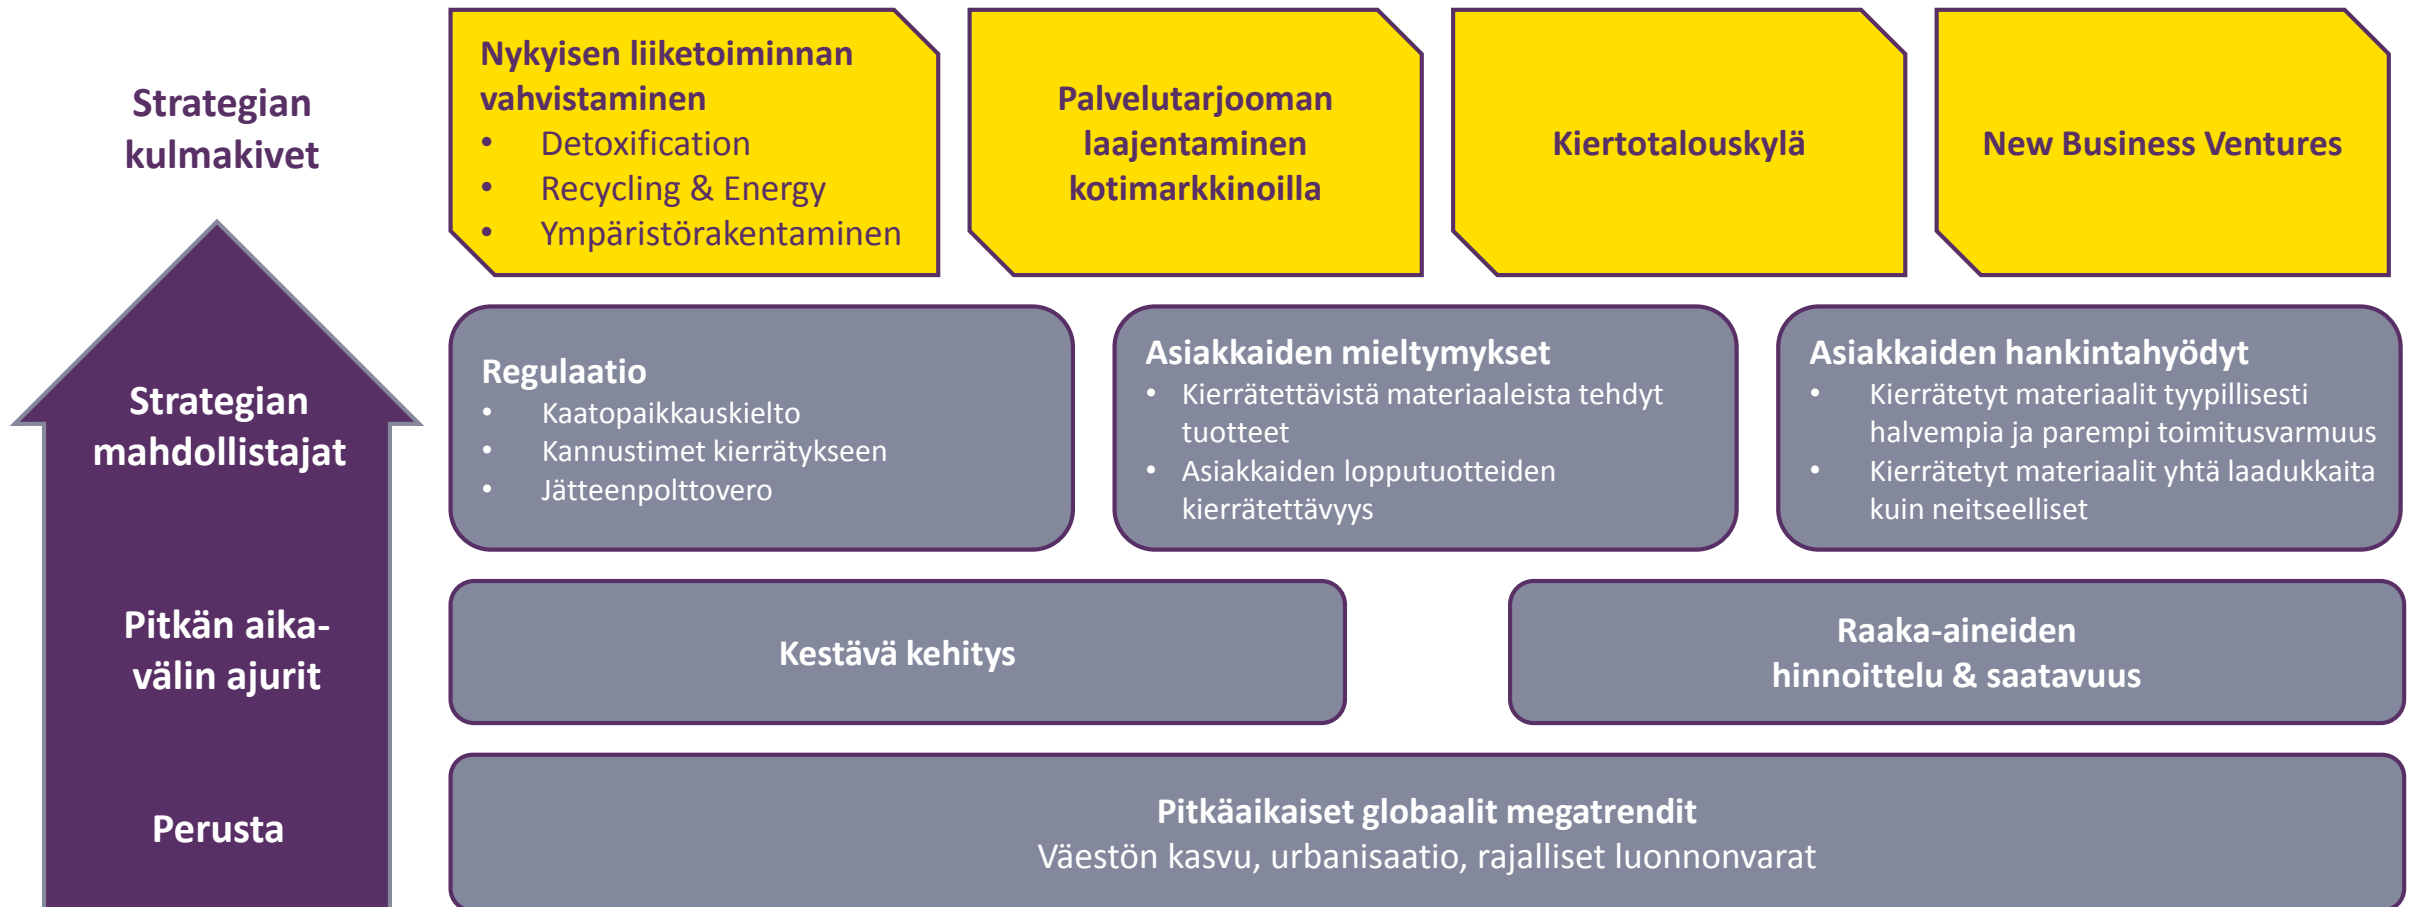 Strategian
kulmakivet
Nykyisen liiketoiminnan
vahvistaminen
• Detoxification
• Recycling & Energy
• Ympäristörakentaminen
Palvelutarjooman
laajentaminen
kotimarkkinoilla
Kiertotalouskylä
New Business Ventures
Strategian
mahdollistajat
Regulaatio
• Kaatopaikkauskielto
• Kannustimet kierrätykseen
• Jätteenpolttovero
Asiakkaiden mieltymykset
• Kierrätettävistä materiaaleista tehdyt
tuotteet
• Asiakkaiden lopputuotteiden
kierrätettävyys
Asiakkaiden hankintahyödyt
• Kierrätetyt materiaalit tyypillisesti
halvempia ja parempi toimitusvarmuus
• Kierrätetyt materiaalit yhtä laadukkaita
kuin neitseelliset
Pitkän aika-
välin ajurit
Kestävä kehitys
Raaka-aineiden
hinnoittelu & saatavuus
Perusta
Pitkäaikaiset globaalit megatrendit
Väestön kasvu, urbanisaatio, rajalliset luonnonvarat